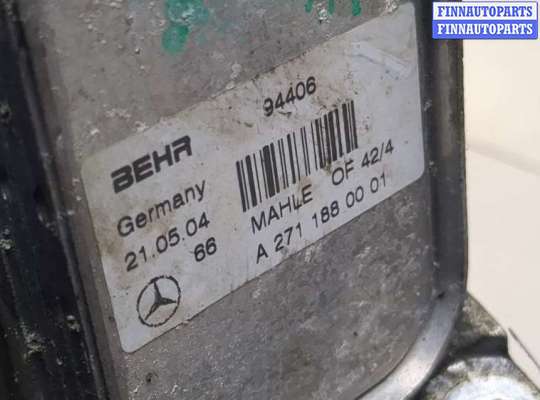 FINNAUTOPARTS
FINNAUTOPARTS
94406
BEHR
Germany
21.05.04
66
MAHLE OF 42/4
A 271 188 00 01